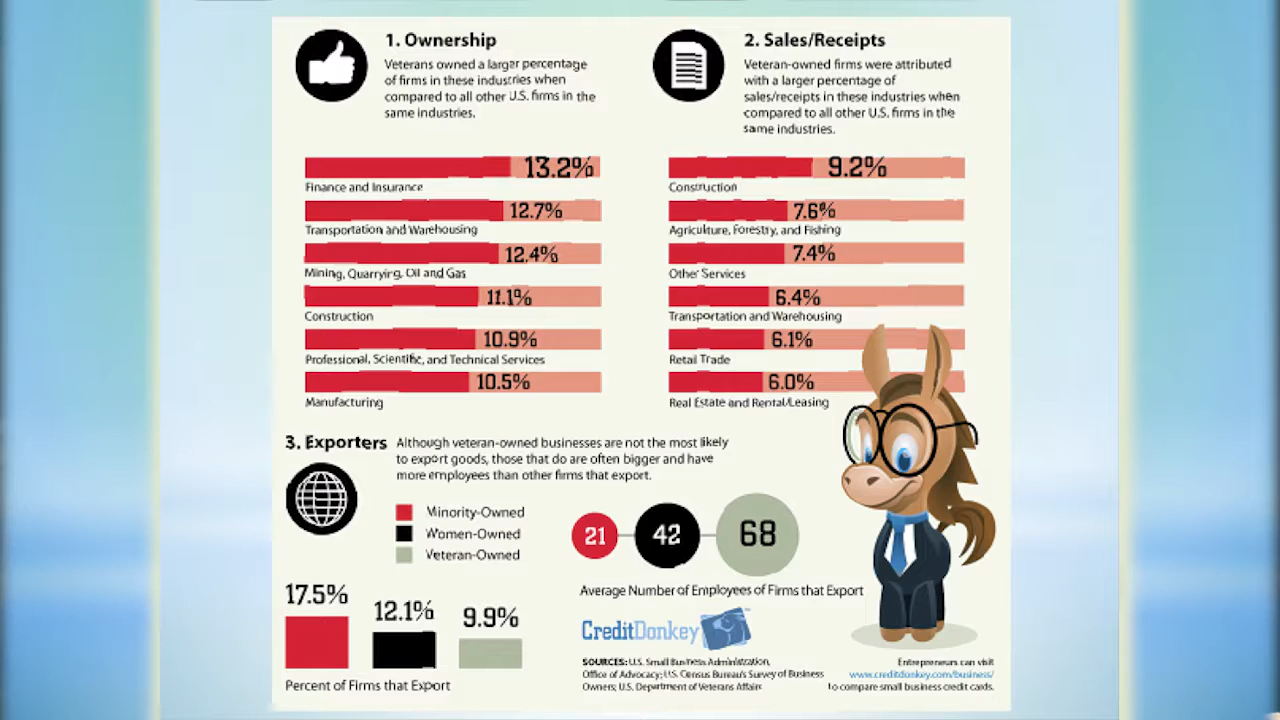 1. Ownership
Veterans owned a larger percentage
of firms in these industries when
compared to all other U.S. firms in the
same industries.
13.2%
Finance and Insurance
12.7%
Transportation and Warehousing
12.4%
Mining, Quarrying, Oil and Gas
11.1%
Construction
10.9%
Professional, Scientific, and Technical Services
10.5%
Manufacturing
2. Sales/Receipts
Veteran-owned firms were attributed
with a larger percentage of
sales/receipts in these industries when
compared to all other U.S. firms in the
same industries.
9.2%
Construction
7.6%
Agriculture, Forestry, and Fishing
7.4%
Other Services
6.4%
Transportation and Warehousing
6.1%
Retail Trade
6.0%
Real Estate and Rental/Leasing
3. Exporters
Although veteran-owned businesses are not the most likely
to export goods, those that do are often bigger and have
more employees than other firms that export.
Minority-Owned
Women-Owned
Veteran-Owned
17.5%
12.1%
9.9%
Percent of Firms that Export
21
42
68
Average Number of Employees of Firms that Export
CreditDonkey
SOURCES: U.S. Small Business Administration,
Office of Advocacy; U.S. Census Bureau's Survey of Business
Owners; U.S. Department of Veterans Affairs
Entrepreneurs can visit
www.creditdonkey.com/business/
to compare small business credit cards.